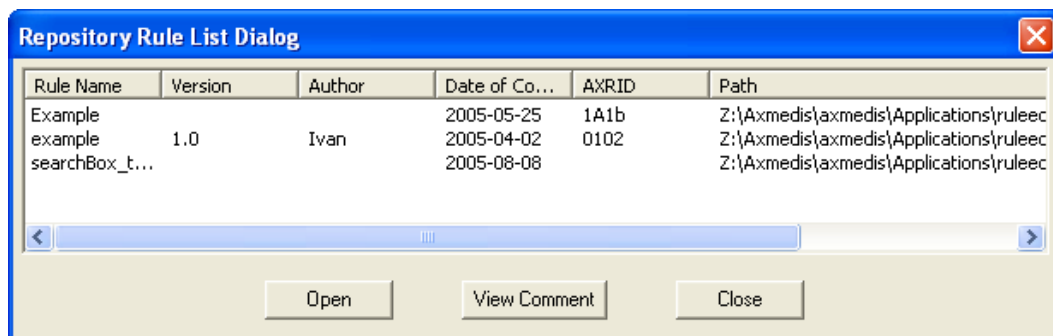 Repository Rule List Dialog
Rule Name Version Author Date of Co... AXRID Path
Example 2005-05-25 1A1b Z:\Axmedis\axmedis\Applications\ruleec
example 1.0 Ivan 2005-04-02 0102 Z:\Axmedis\axmedis\Applications\ruleec
searchBox_t... 2005-08-08 Z:\Axmedis\axmedis\Applications\ruleec
Open View Comment Close